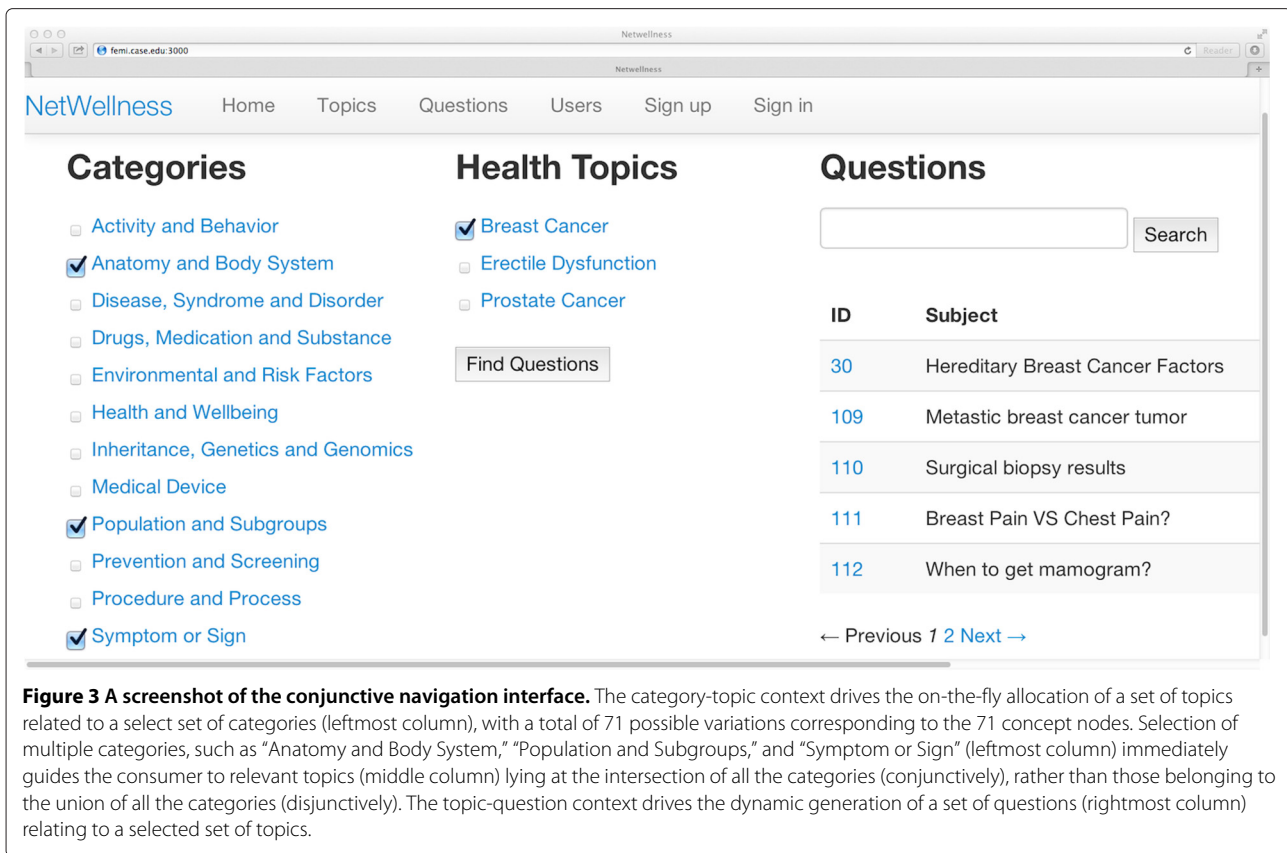 Netwellness
femi.case.edu:3000
Reader
Netwellness
NetWellness Home Topics Questions Users Sign up Sign in
Categories
Activity and Behavior
Anatomy and Body System
Disease, Syndrome and Disorder
Drugs, Medication and Substance
Environmental and Risk Factors
Health and Wellbeing
Inheritance, Genetics and Genomics
Medical Device
Population and Subgroups
Prevention and Screening
Procedure and Process
Symptom or Sign
Health Topics
Breast Cancer
Erectile Dysfunction
Prostate Cancer
Find Questions
Questions
Search
ID Subject
30 Hereditary Breast Cancer Factors
109 Metastic breast cancer tumor
110 Surgical biopsy results
111 Breast Pain VS Chest Pain?
112 When to get mamogram?
← Previous 1 2 Next →
Figure 3 A screenshot of the conjunctive navigation interface. The category-topic context drives the on-the-fly allocation of a set of topics
related to a select set of categories (leftmost column), with a total of 71 possible variations corresponding to the 71 concept nodes. Selection of
multiple categories, such as “Anatomy and Body System,” “Population and Subgroups,” and “Symptom or Sign” (leftmost column) immediately
guides the consumer to relevant topics (middle column) lying at the intersection of all the categories (conjunctively), rather than those belonging to
the union of all the categories (disjunctively). The topic-question context drives the dynamic generation of a set of questions (rightmost column)
relating to a selected set of topics.